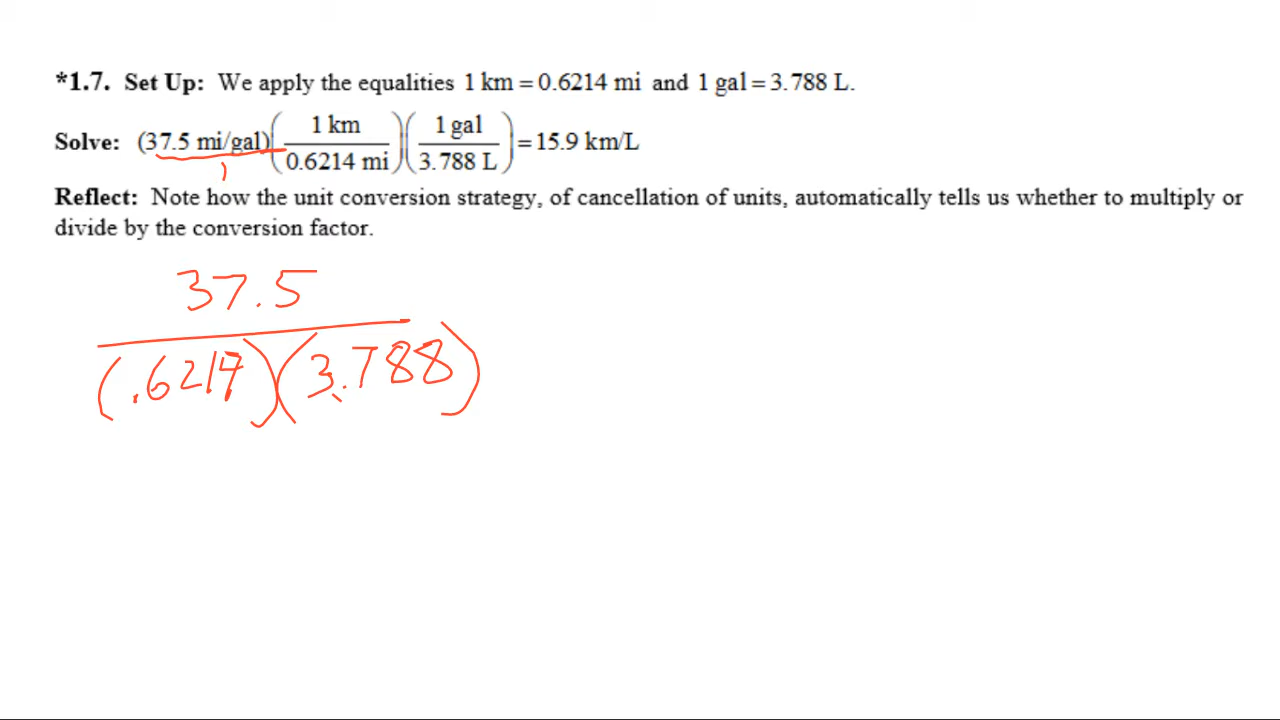 *1.7. Set Up: We apply the equalities 1 km = 0.6214 mi and 1 gal = 3.788 L.
Solve: (37.5 mi/gal)(1 km/0.6214 mi)(1 gal/3.788 L) = 15.9 km/L
Reflect: Note how the unit conversion strategy, of cancellation of units, automatically tells us whether to multiply or
divide by the conversion factor.
1
37.5
(.6214)(3.788)